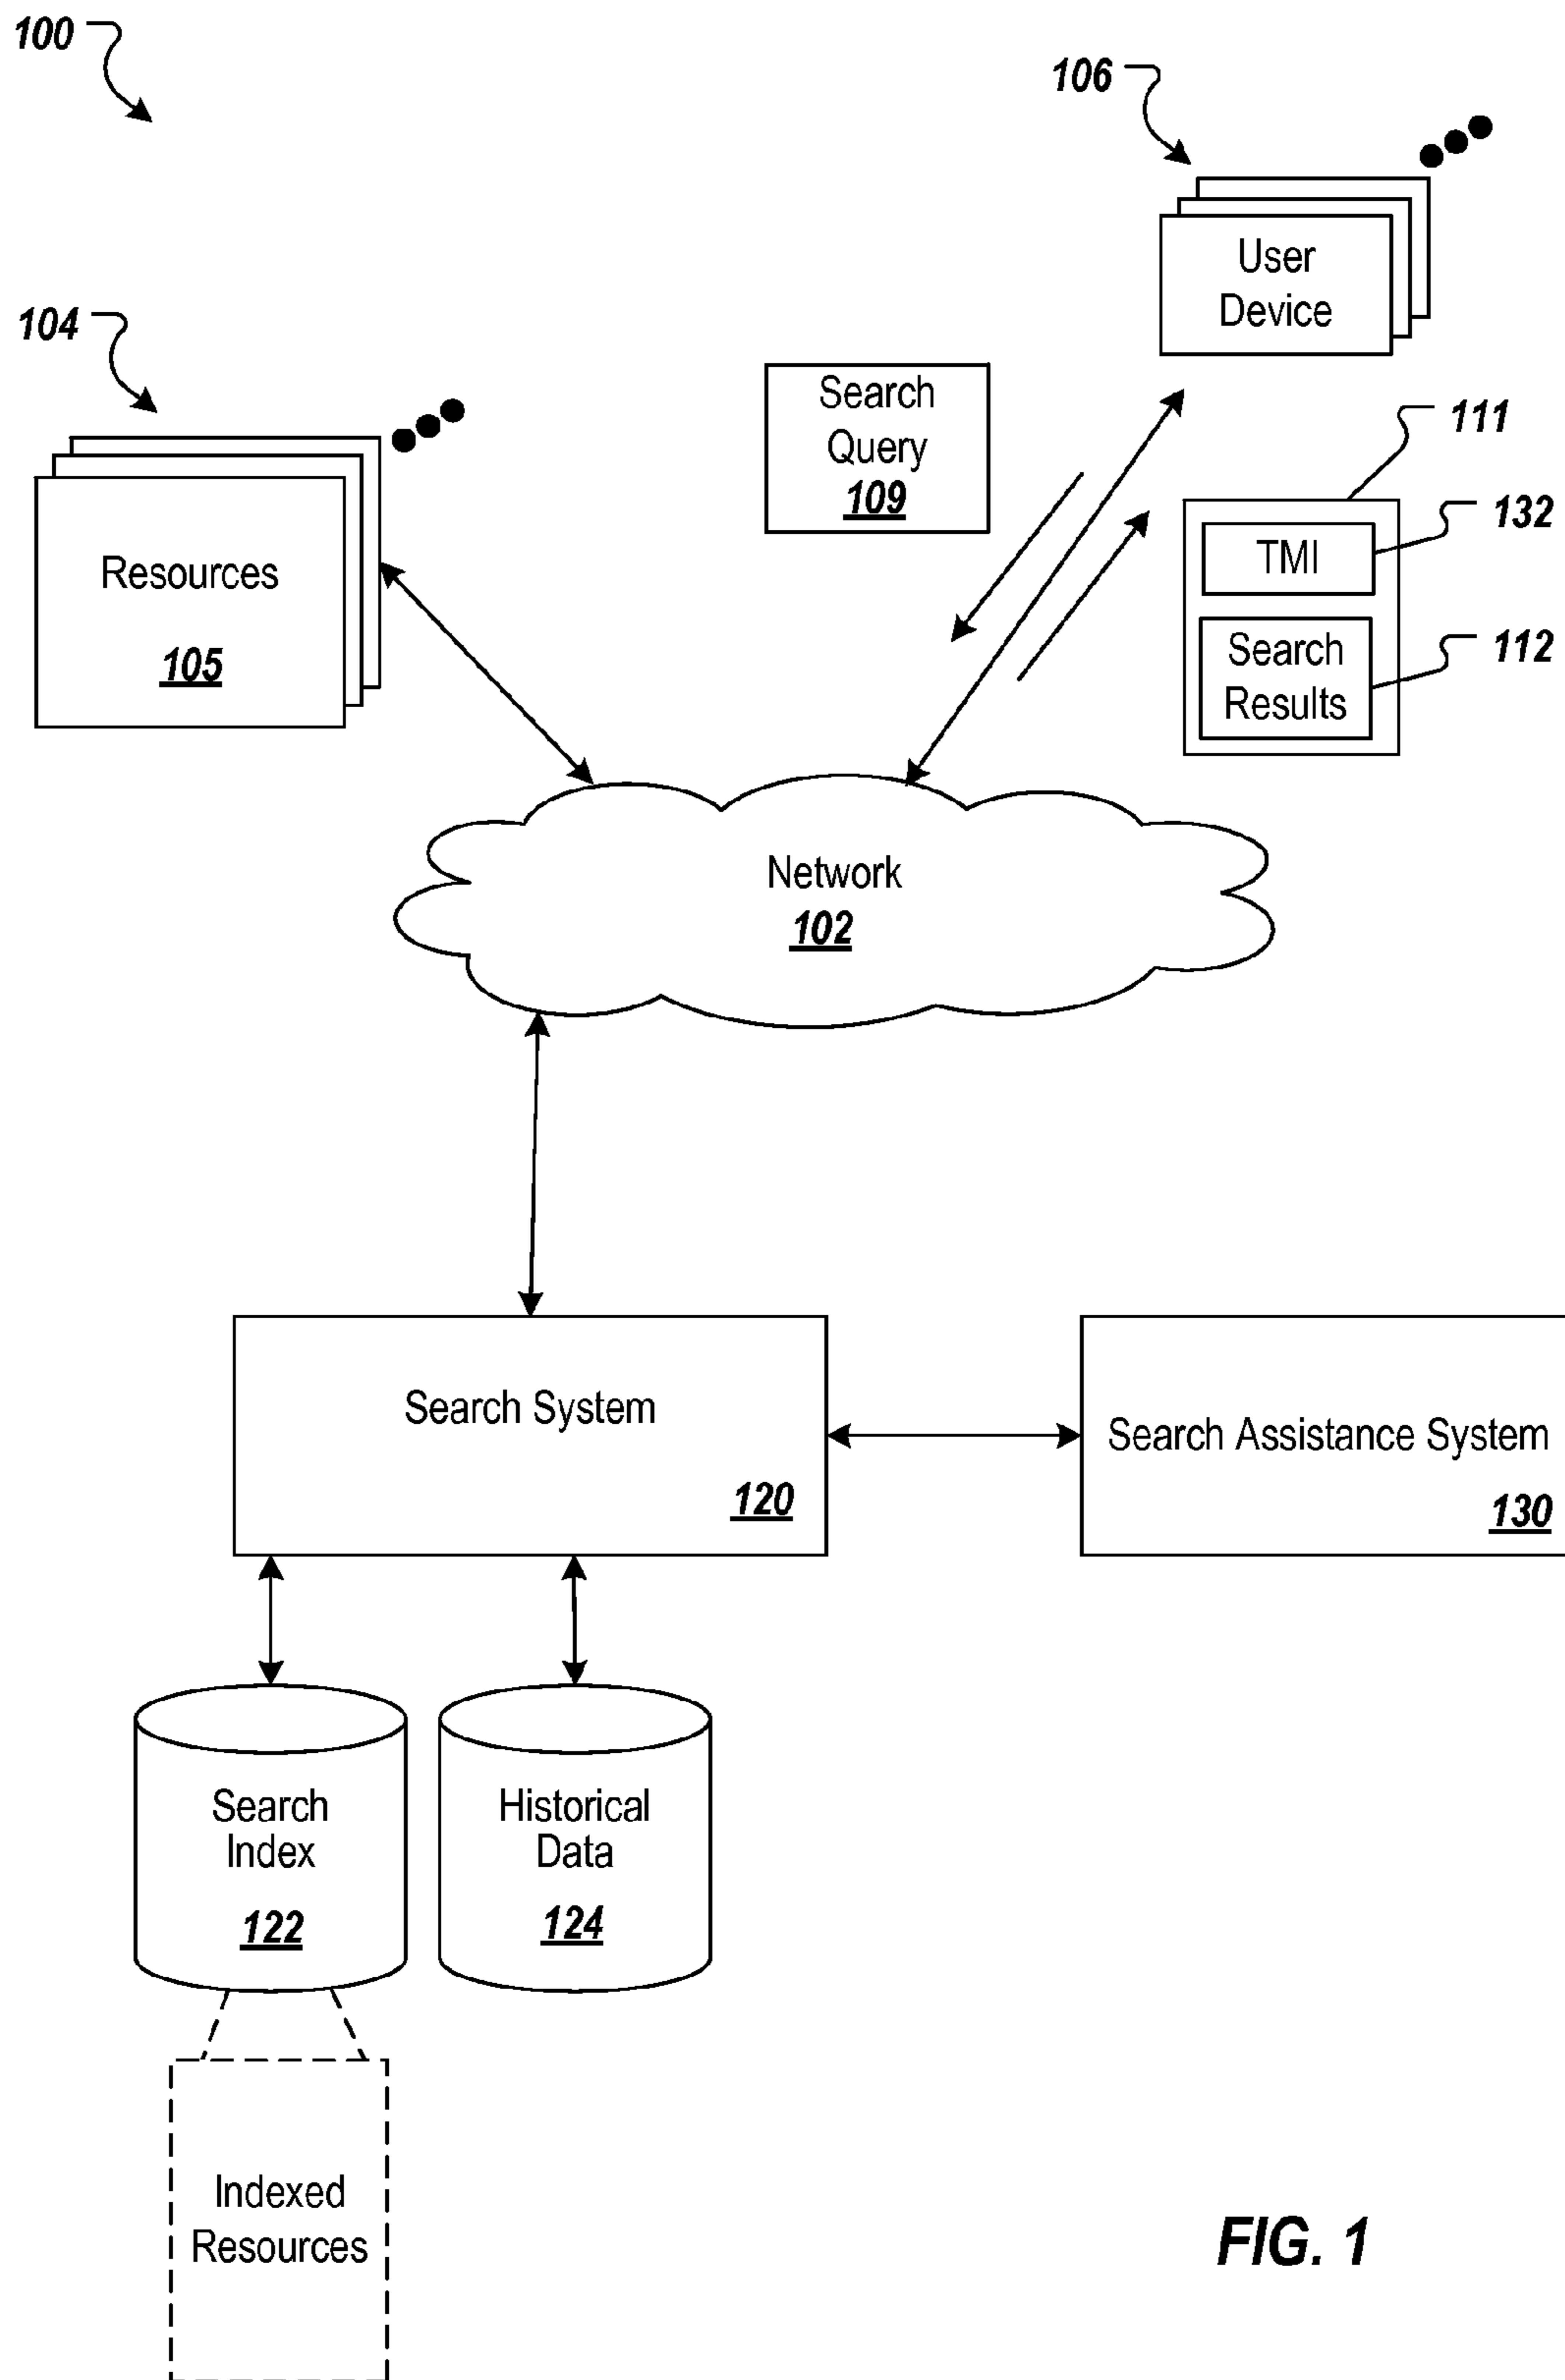 100
106
User
Device
104
Search
Query
109
111
132
TMI
112
Search
Results
Resources
105
Network
102
Search System
120
Search Assistance System
130
Search
Index
122
Historical
Data
124
Indexed
Resources
FIG. 1